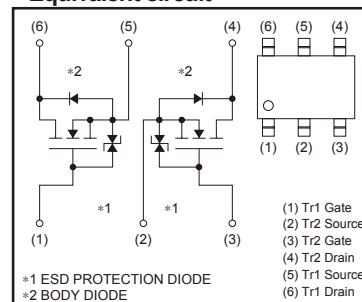 Equivalent circuit
(6) (5) (4) (6) (5) (4)
∗2 ∗2
∗1 ∗1
(1) (2) (3)
(1) (2) (3)
(1) Tr1 Gate
(2) Tr2 Source
(3) Tr2 Gate
(4) Tr2 Drain
(5) Tr1 Source
(6) Tr1 Drain
∗1 ESD PROTECTION DIODE
∗2 BODY DIODE